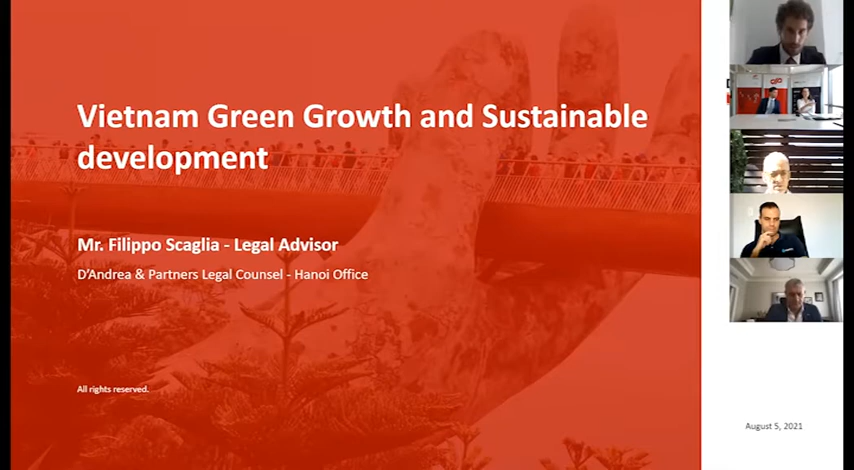 Vietnam Green Growth and Sustainable
development
Mr. Filippo Scaglia - Legal Advisor
D'Andrea & Partners Legal Counsel - Hanoi Office
All rights reserved.
August 5, 2021